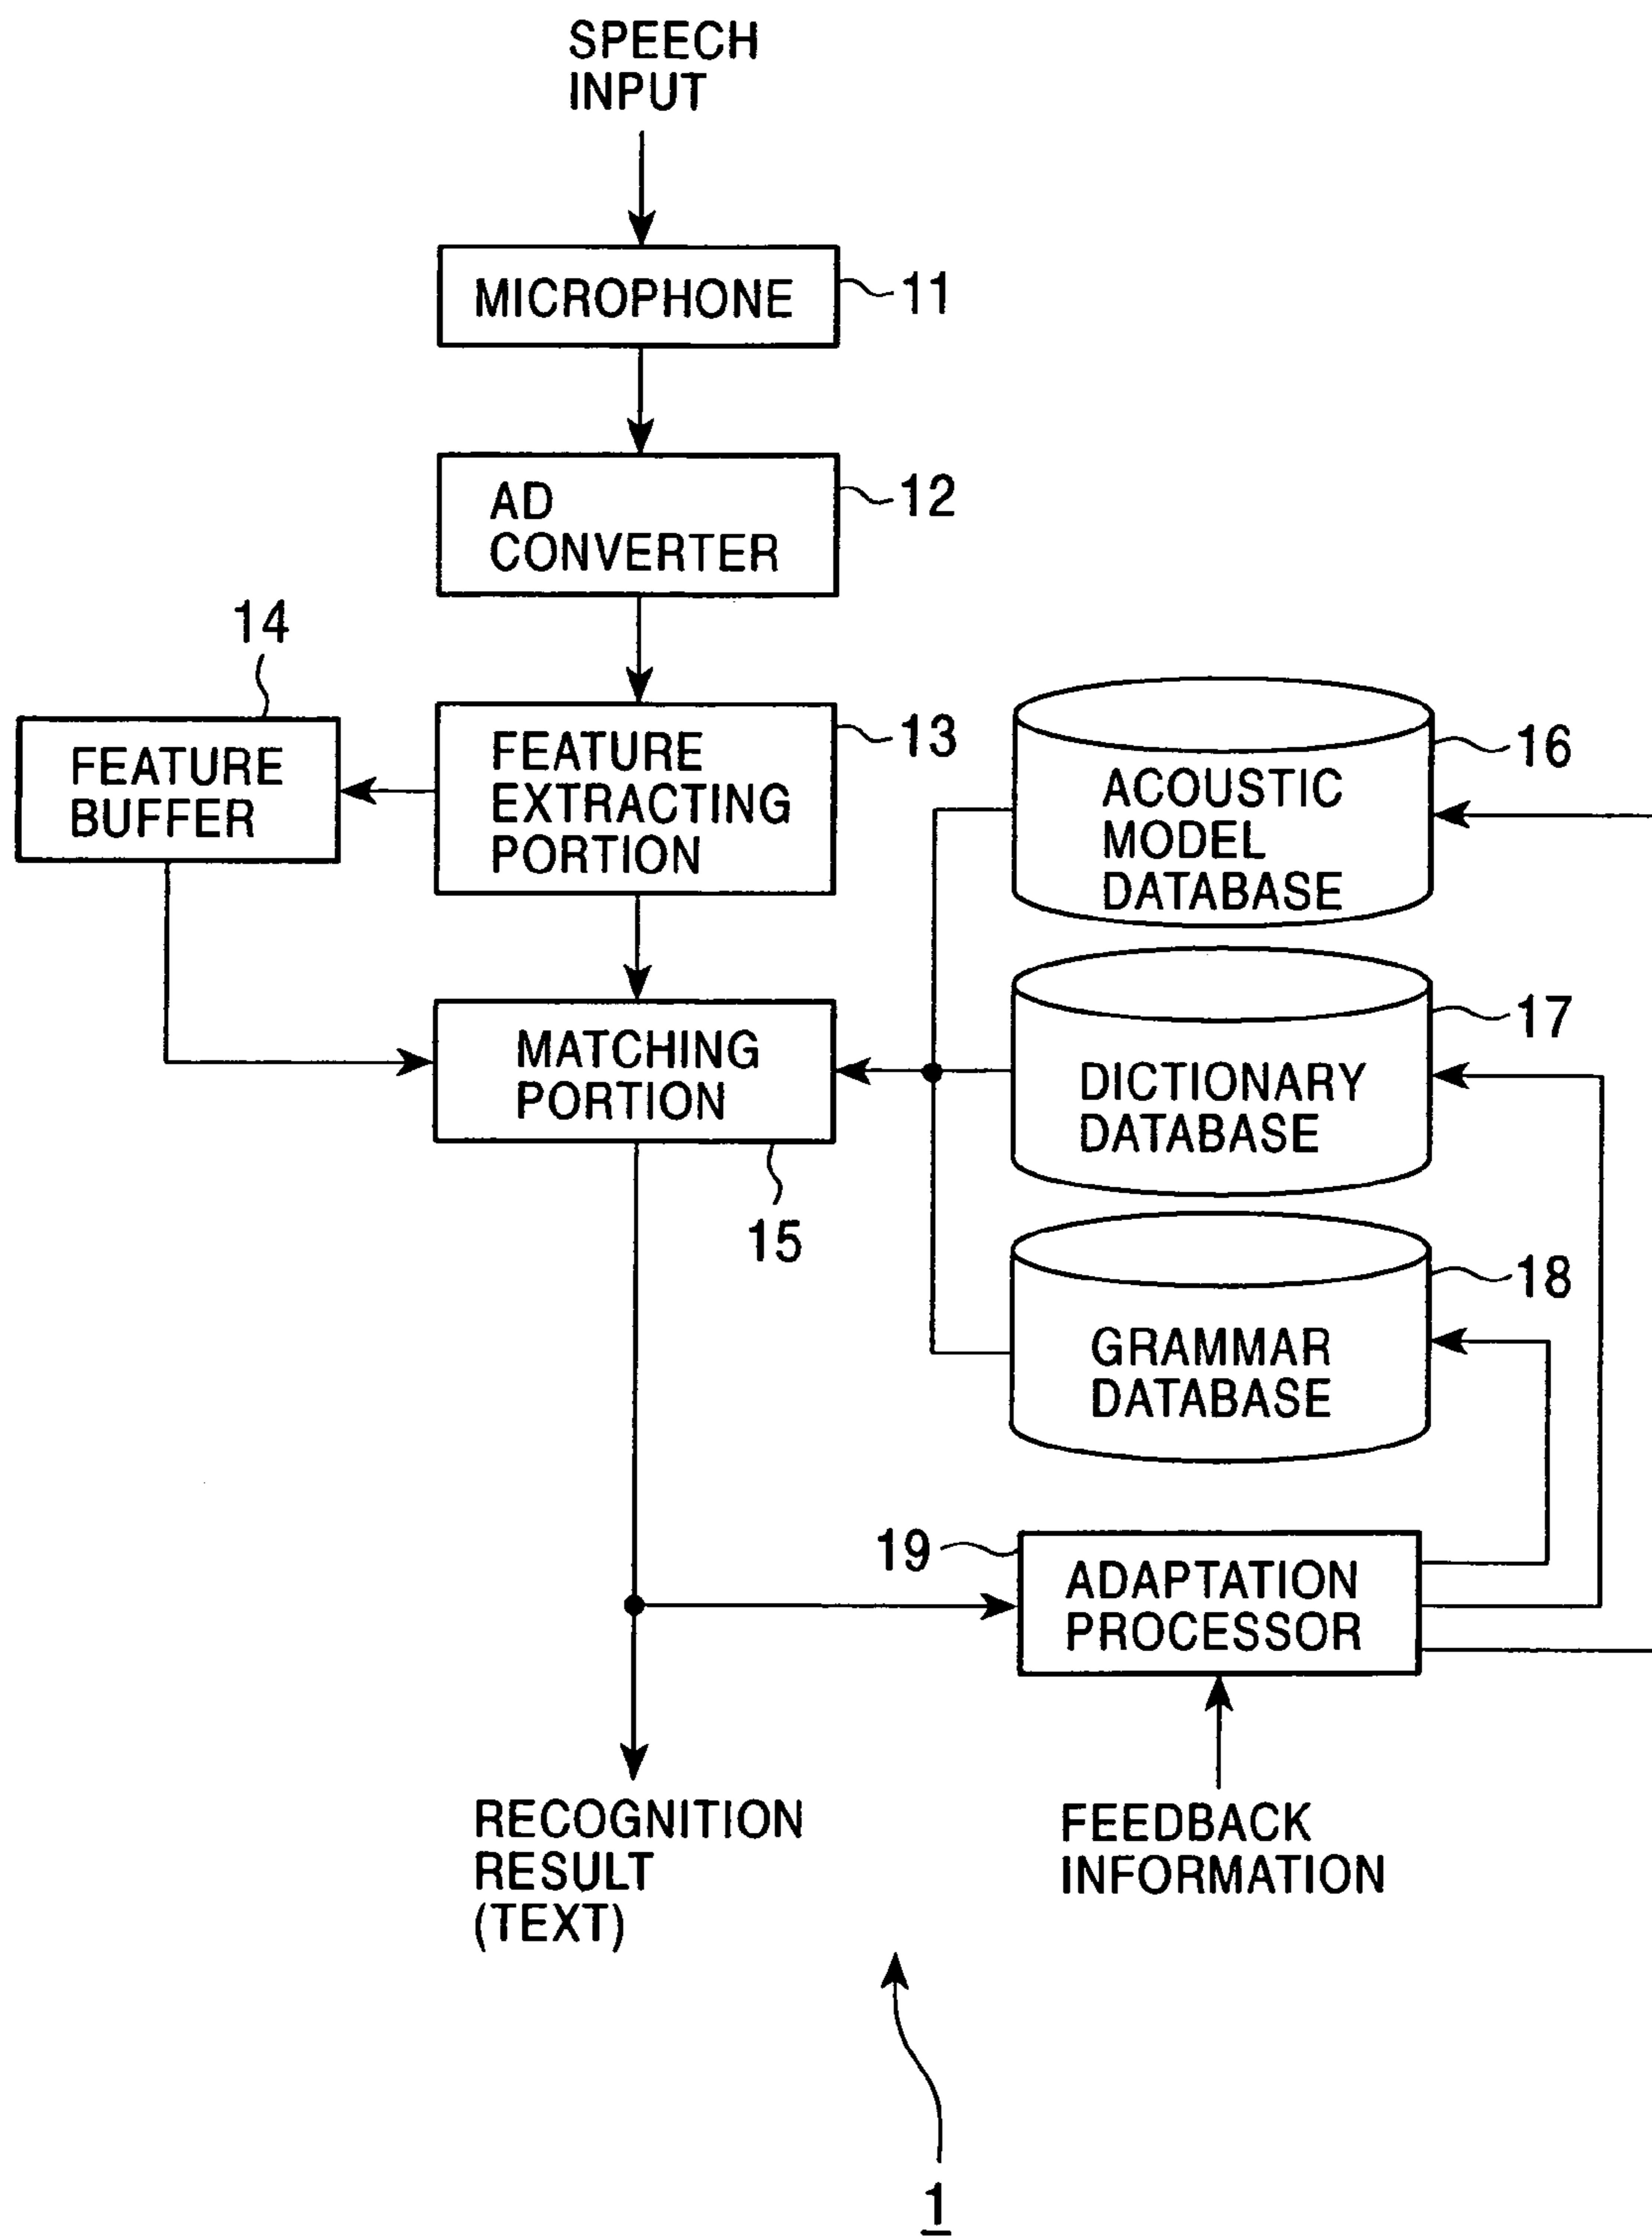 SPEECH
INPUT
MICROPHONE
11
AD
CONVERTER
12
14
FEATURE
BUFFER
FEATURE
EXTRACTING
PORTION
13
ACOUSTIC
MODEL
DATABASE
16
MATCHING
PORTION
15
DICTIONARY
DATABASE
17
GRAMMAR
DATABASE
18
19
ADAPTATION
PROCESSOR
RECOGNITION
RESULT
(TEXT)
FEEDBACK
INFORMATION
1